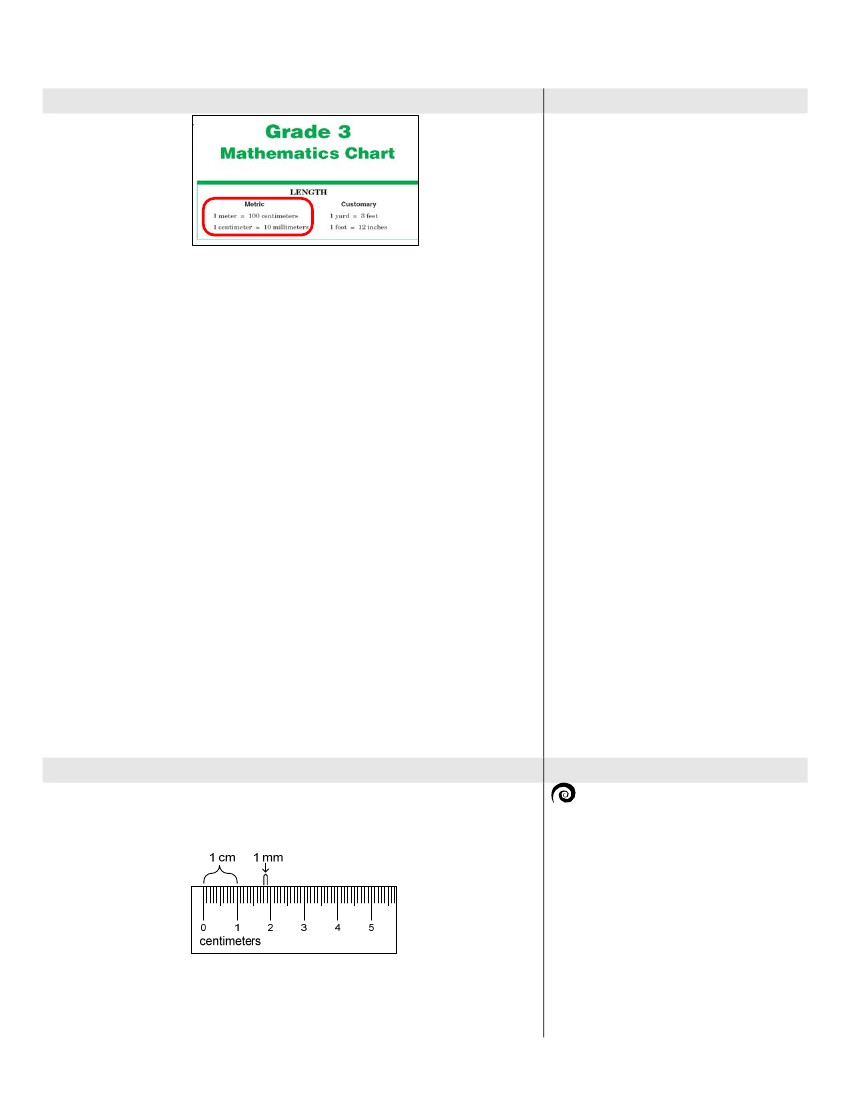 Grade 3
Mathematics Chart
LENGTH
Metric Customary
1 meter = 100 centimeters 1 yard = 3 feet
1 centimeter = 10 millimeters 1 foot = 12 inches
1 cm 1 mm
0 1 2 3 4 5
centimeters